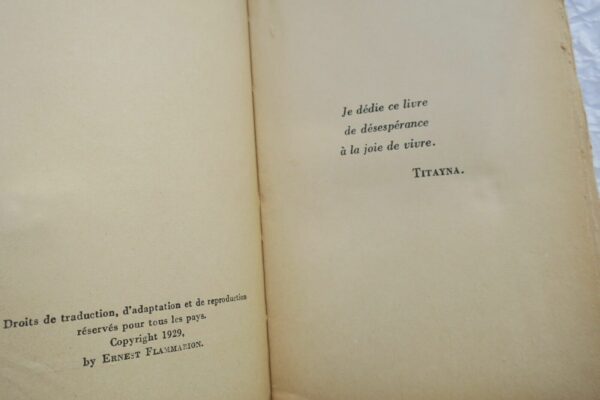 Droits de traduction, d'adaptation et de reproduction
réservés pour tous les pays.
Copyright 1929,
by ERNEST FLAMMARION.
Je dédie ce livre
de désespérance
à la joie de vivre.
TITAYNA.